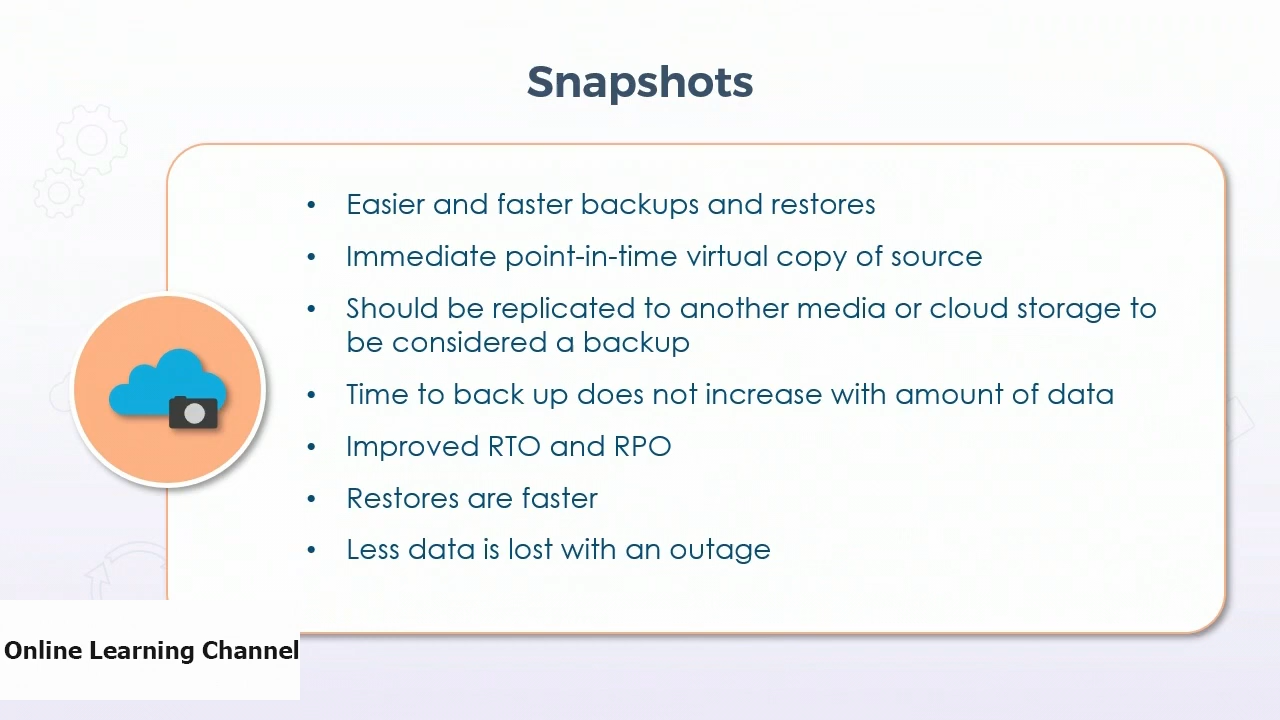 Snapshots
• Easier and faster backups and restores
• Immediate point-in-time virtual copy of source
• Should be replicated to another media or cloud storage to
be considered a backup
• Time to back up does not increase with amount of data
• Improved RTO and RPO
• Restores are faster
• Less data is lost with an outage
Online Learning Channel